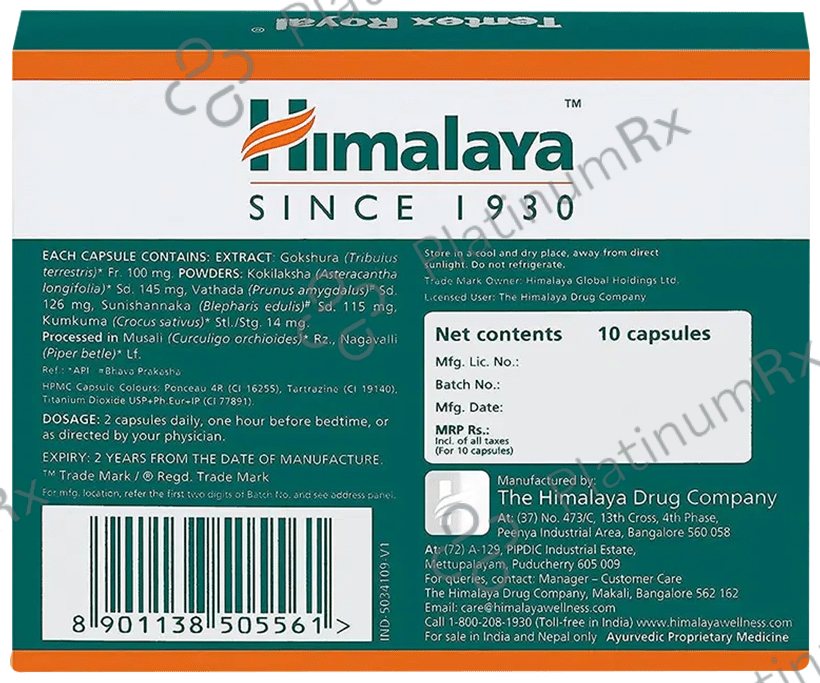 Tentex Royal®
Himalaya™
SINCE 1930
EACH CAPSULE CONTAINS: EXTRACT: Gokshura (Tribulus
terrestris)* Fr. 100 mg. POWDERS: Kokilaksha (Asteracantha
longifolia)* Sd. 145 mg, Vathada (Prunus amygdalus)* Sd.
126 mg, Sunishannaka (Blepharis edulis)# Sd. 115 mg,
Kumkuma (Crocus sativus)* Stl./Stg. 14 mg.
Processed in Musali (Curculigo orchioides)* Rz., Nagavalli
(Piper betle)* Lf.
Ref.: *API #Bhava Prakasha
HPMC Capsule Colours: Ponceau 4R (CI 16255), Tartrazine (CI 19140),
Titanium Dioxide USP+Ph.Eur+IP (CI 77891).
DOSAGE: 2 capsules daily, one hour before bedtime, or
as directed by your physician.
EXPIRY: 2 YEARS FROM THE DATE OF MANUFACTURE.
™ Trade Mark / ® Regd. Trade Mark
For mfg. location, refer the first two digits of Batch No. and see address panel.
8 901138 505561 >
IND-5034109-V1
Store in a cool and dry place, away from direct
sunlight. Do not refrigerate.
Trade Mark Owner: Himalaya Global Holdings Ltd.
Licensed User: The Himalaya Drug Company
Net contents 10 capsules
Mfg. Lic. No.:
Batch No.:
Mfg. Date:
MRP Rs.:
Incl. of all taxes
(For 10 capsules)
Manufactured by:
The Himalaya Drug Company
At: (37) No. 473/C, 13th Cross, 4th Phase,
Peenya Industrial Area, Bangalore 560 058
At: (72) A-129, PIPDIC Industrial Estate,
Mettupalayam, Puducherry 605 009
For queries, contact: Manager – Customer Care
The Himalaya Drug Company, Makali, Bangalore 562 162
Email: care@himalayawellness.com
Call 1-800-208-1930 (Toll-free in India) www.himalayawellness.com
For sale in India and Nepal only Ayurvedic Proprietary Medicine
PlatinumRx
PlatinumRx
PlatinumRx